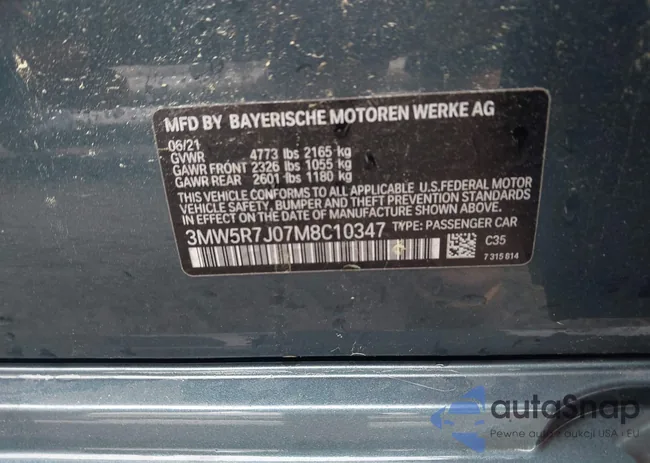 MFD BY BAYERISCHE MOTOREN WERKE AG
06/21
GVWR 4773 lbs 2165 kg
GAWR FRONT 2326 lbs 1055 kg
GAWR REAR 2601 lbs 1180 kg
THIS VEHICLE CONFORMS TO ALL APPLICABLE U.S.FEDERAL MOTOR
VEHICLE SAFETY, BUMPER AND THEFT PREVENTION STANDARDS
IN EFFECT ON THE DATE OF MANUFACTURE SHOWN ABOVE.
3MW5R7J07M8C10347 TYPE: PASSENGER CAR
C35
7 315 814
autoSnap
Pewne auta z aukcji USA i EU